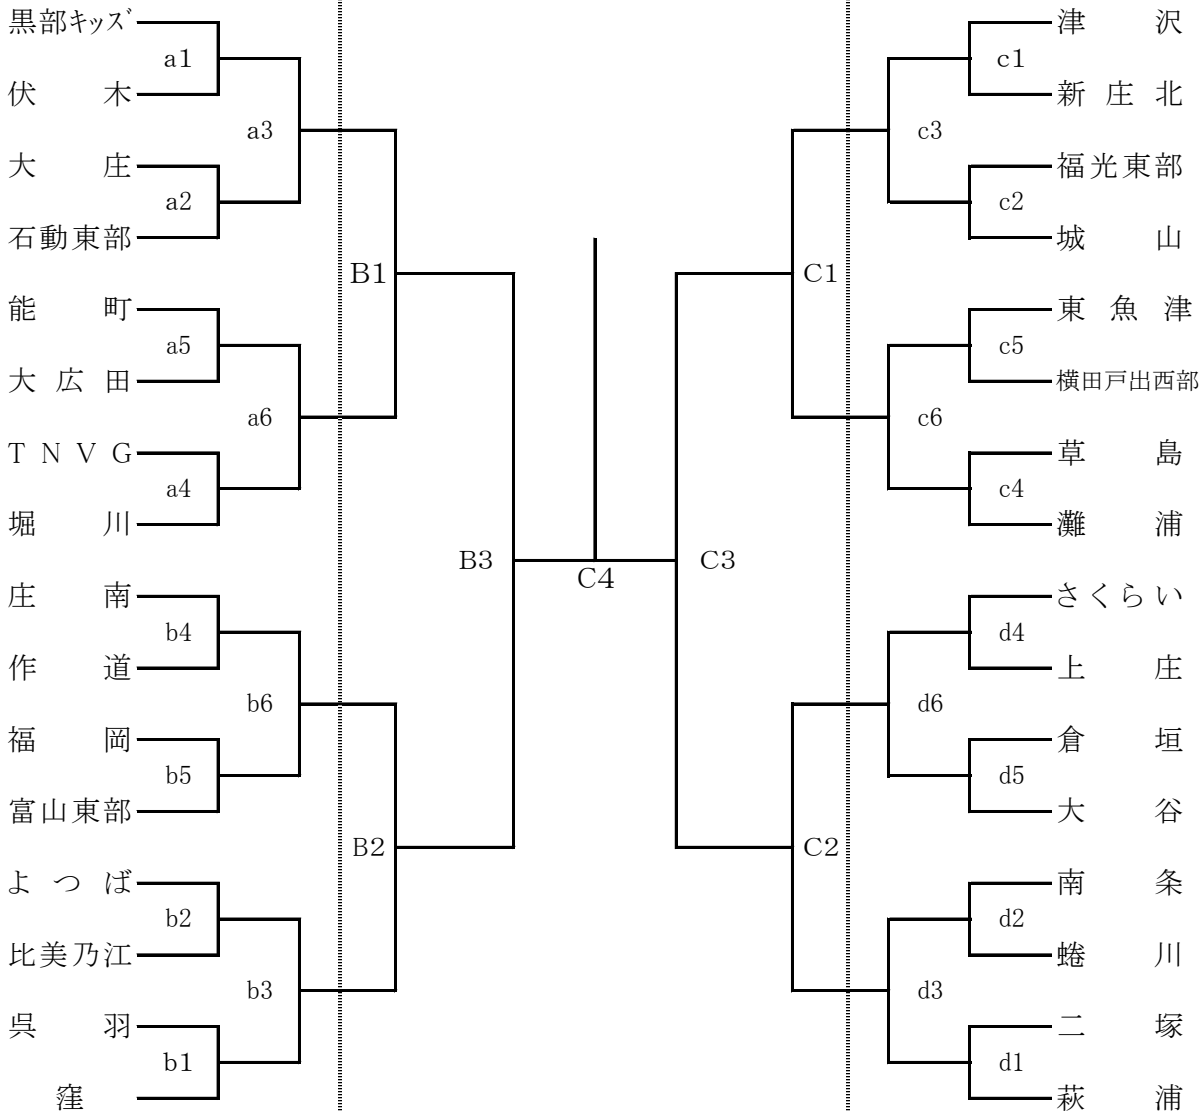 黒部ｷｯｽﾞ
a1
伏木
a3
大庄
a2
石動東部
B1
能町
a5
大広田
a6
TNVG
a4
堀川
B3
庄南
b4
作道
b6
福岡
b5
富山東部
B2
よつば
b2
比美乃江
b3
呉羽
b1
窪
C4
津沢
c1
新庄北
c3
福光東部
c2
城山
C1
東魚津
c5
横田戸出西部
c6
草島
c4
灘浦
C3
さくらい
d4
上庄
d6
倉垣
d5
大谷
C2
南条
d2
蜷川
d3
二塚
d1
萩浦